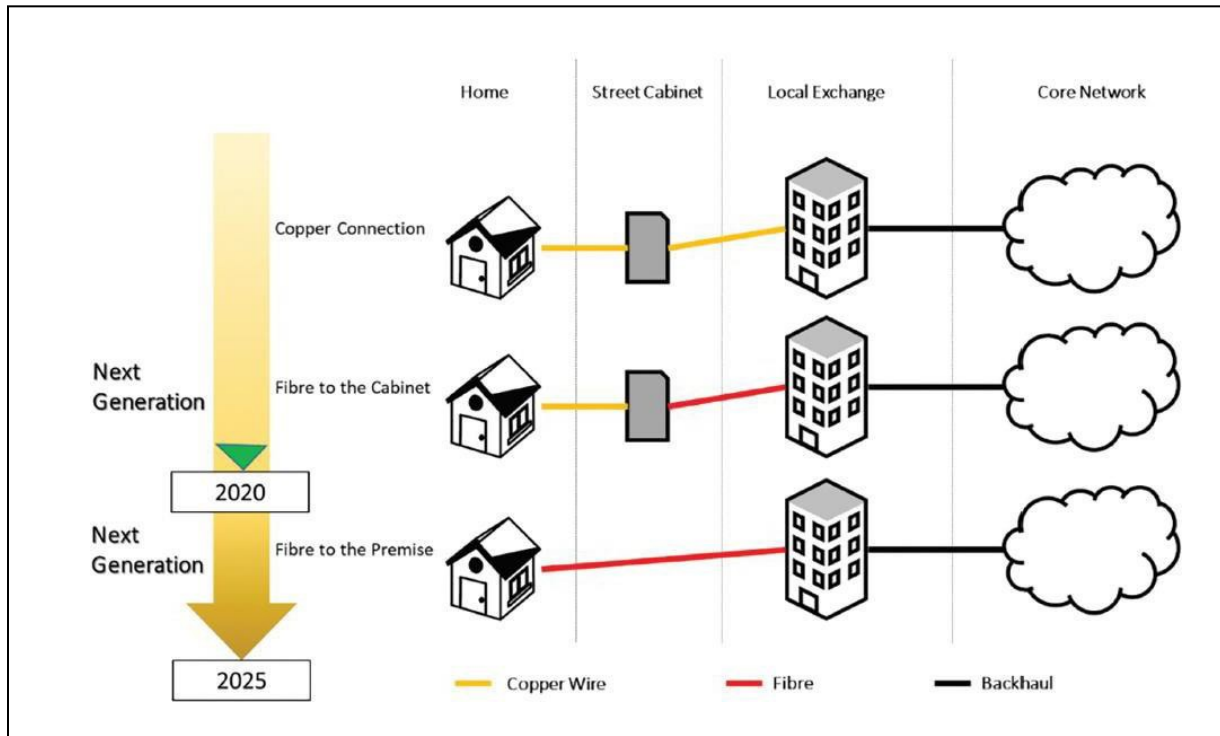 Home
Street Cabinet
Local Exchange
Core Network
Copper Connection
Next
Generation
Fibre to the Cabinet
2020
Next
Generation
Fibre to the Premise
2025
Copper Wire
Fibre
Backhaul